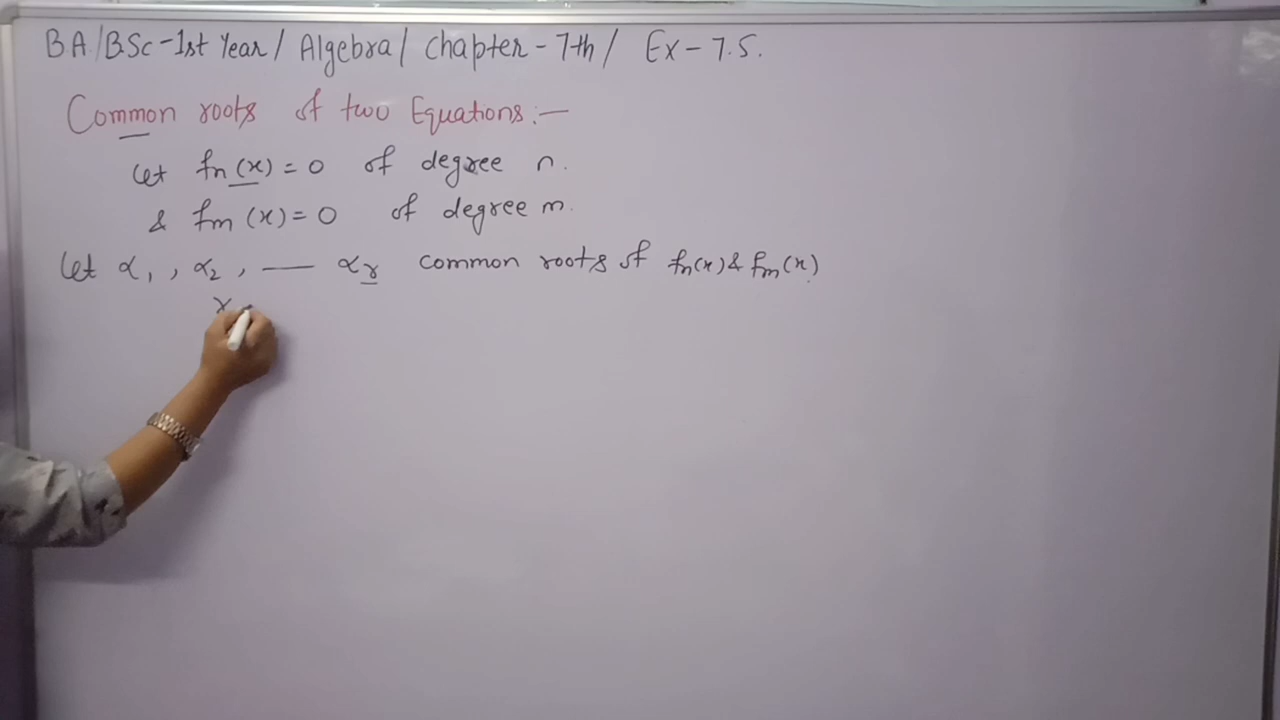 BA/BSc-1st Year/ Algebra/ Chapter-7th/ Ex-7.5.
Common roots of two Equations:—
Let fn(x)=0 of degree n.
& fm(x)=0 of degree m.
Let α1, α2, — αr common roots of fn(x) & fm(x)